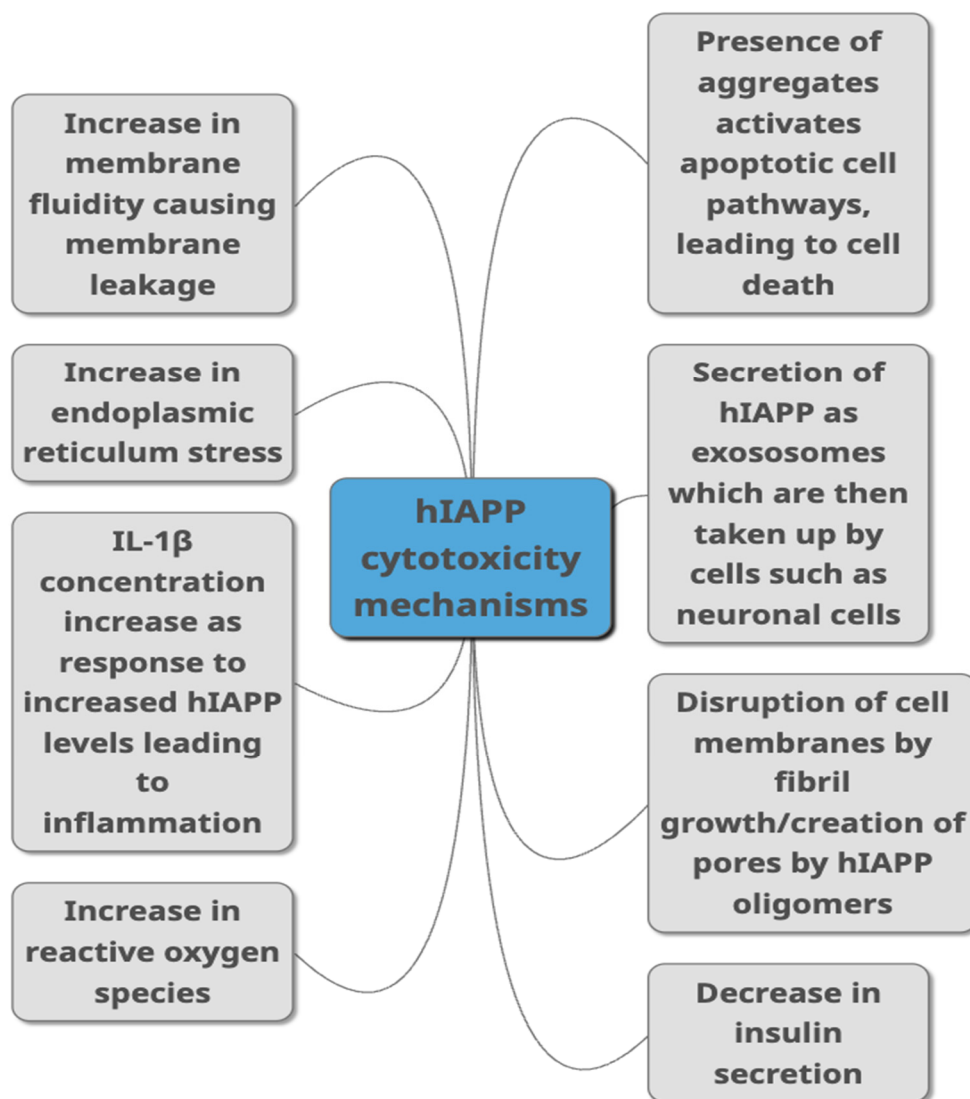 Increase in
membrane
fluidity causing
membrane
leakage
Increase in
endoplasmic
reticulum stress
IL-1β
concentration
increase as
response to
increased hIAPP
levels leading
to
inflammation
Increase in
reactive oxygen
species
hIAPP
cytotoxicity
mechanisms
Presence of
aggregates
activates
apoptotic cell
pathways,
leading to cell
death
Secretion of
hIAPP as
exososomes
which are then
taken up by
cells such as
neuronal cells
Disruption of cell
membranes by
fibril
growth/creation of
pores by hIAPP
oligomers
Decrease in
insulin
secretion